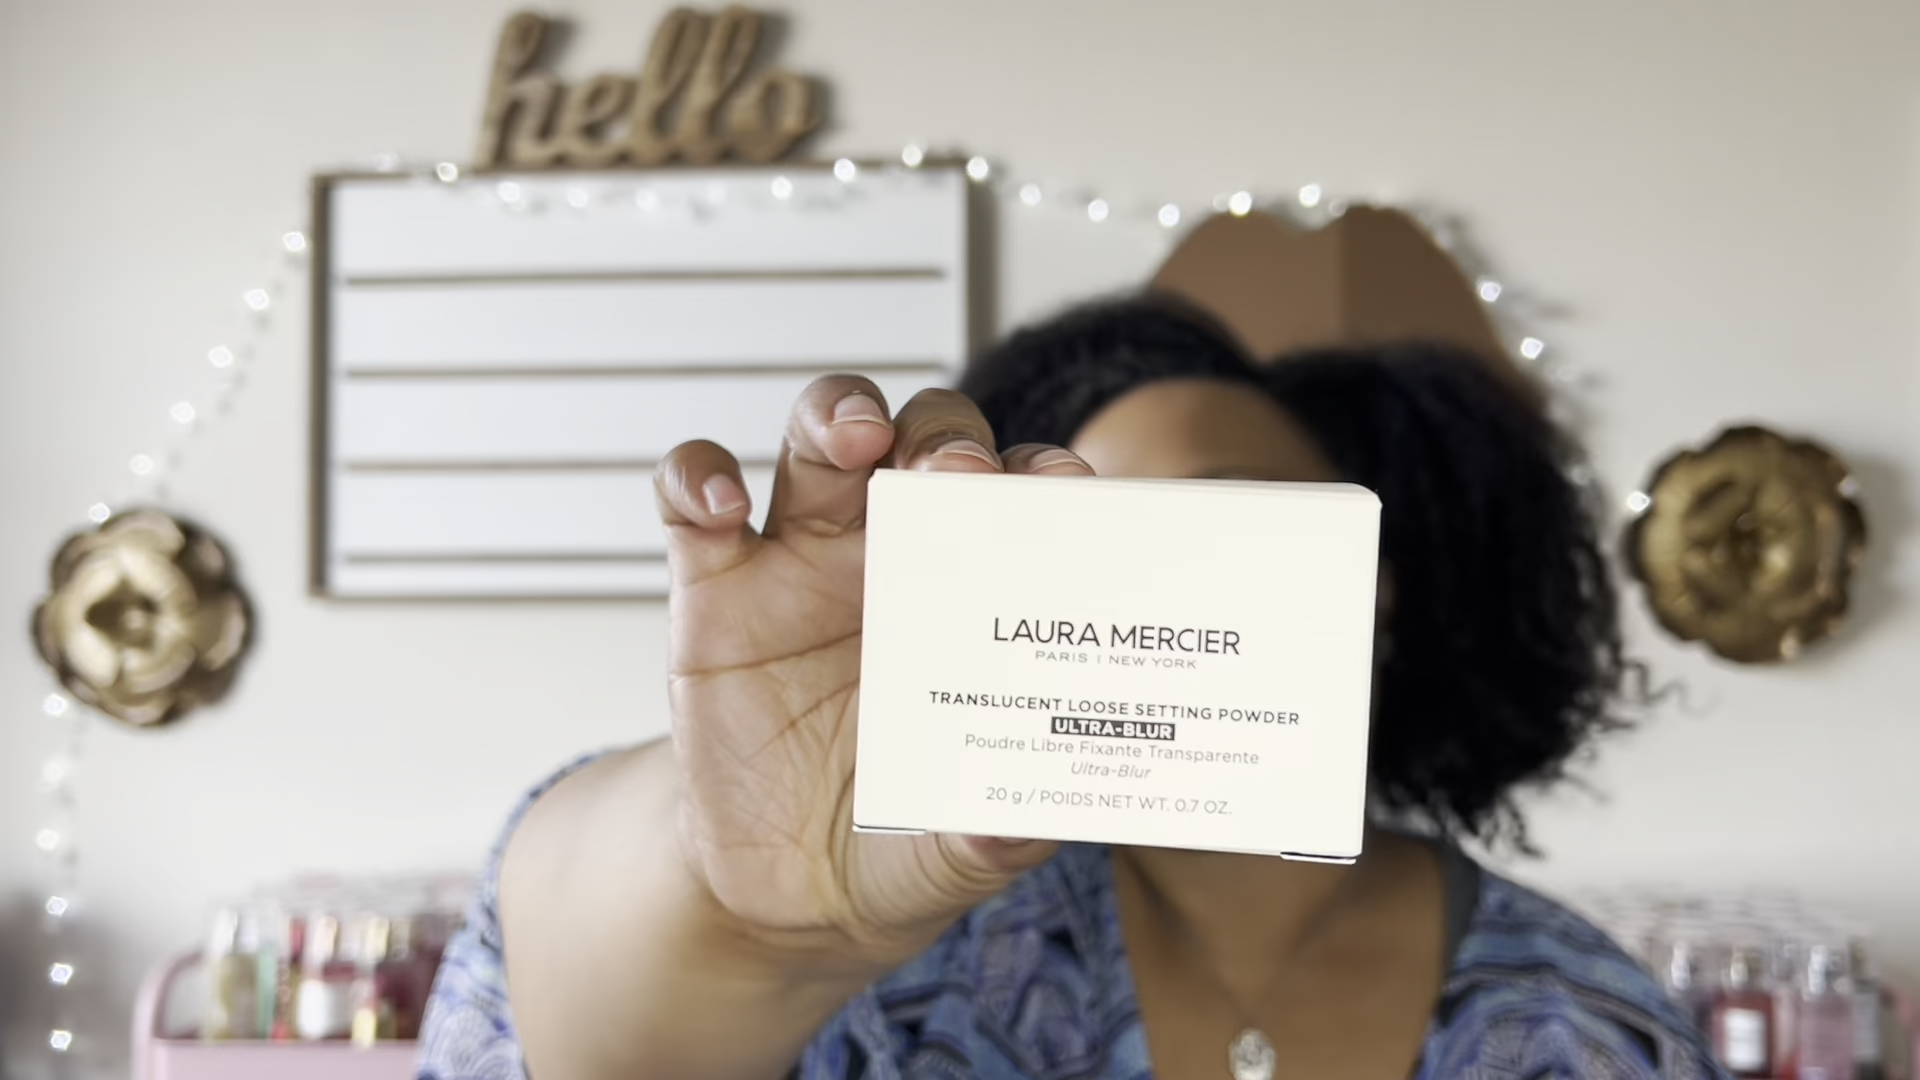 hello
LAURA MERCIER
PARIS | NEW YORK
TRANSLUCENT LOOSE SETTING POWDER
ULTRA-BLUR
Poudre Libre Fixante Transparente
Ultra-Blur
20 g / POIDS NET WT. 0.7 OZ.